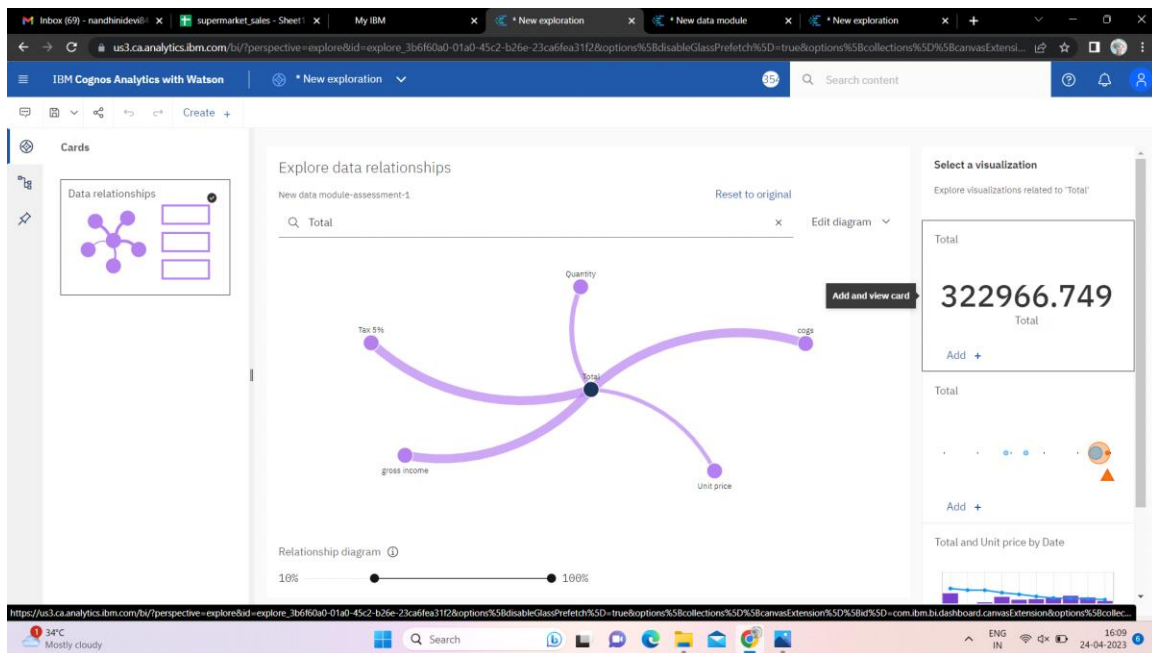 Inbox (69) - nandhinidevi84
supermarket_sales - Sheet1
My IBM
* New exploration
* New data module
* New exploration
us3.ca.analytics.ibm.com/bi/?perspective=explore&id=explore_3b6f60a0-01a0-45c2-b26e-23ca6fea31f2&options%5BdisableGlassPrefetch%5D=true&options%5Bcollections%5D%5BcanvasExtensi...
IBM Cognos Analytics with Watson
* New exploration
354
Search content
Create +
Cards
Data relationships
Explore data relationships
New data module-assessment-1
Reset to original
Total
Edit diagram
Quantity
Tax 5%
cogs
Total
gross income
Unit price
Relationship diagram
10%
100%
Select a visualization
Explore visualizations related to 'Total'
Total
Add and view card
322966.749
Total
Add +
Total
Add +
Total and Unit price by Date
https://us3.ca.analytics.ibm.com/bi/?perspective=explore&id=explore_3b6f60a0-01a0-45c2-b26e-23ca6fea31f2&options%5BdisableGlassPrefetch%5D=true&options%5Bcollections%5D%5BcanvasExtension%5D%5Bid%5D=com.ibm.bi.dashboard.canvasExtension&options%5Bcollec...
1
34°C
Mostly cloudy
Search
ENG
IN
16:09
24-04-2023
6